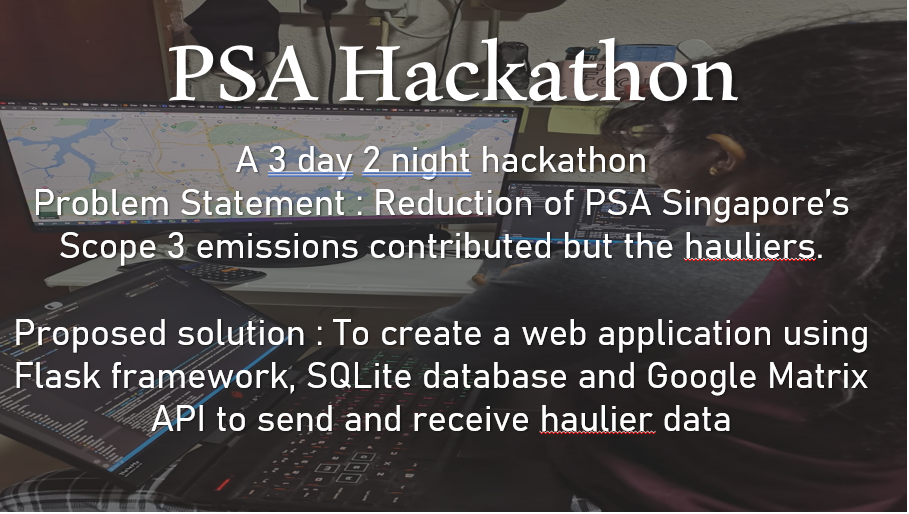 PSA Hackathon
A 3 day 2 night hackathon
Problem Statement : Reduction of PSA Singapore’s
Scope 3 emissions contributed but the hauliers.
Proposed solution : To create a web application using
Flask framework, SQLite database and Google Matrix
API to send and receive haulier data